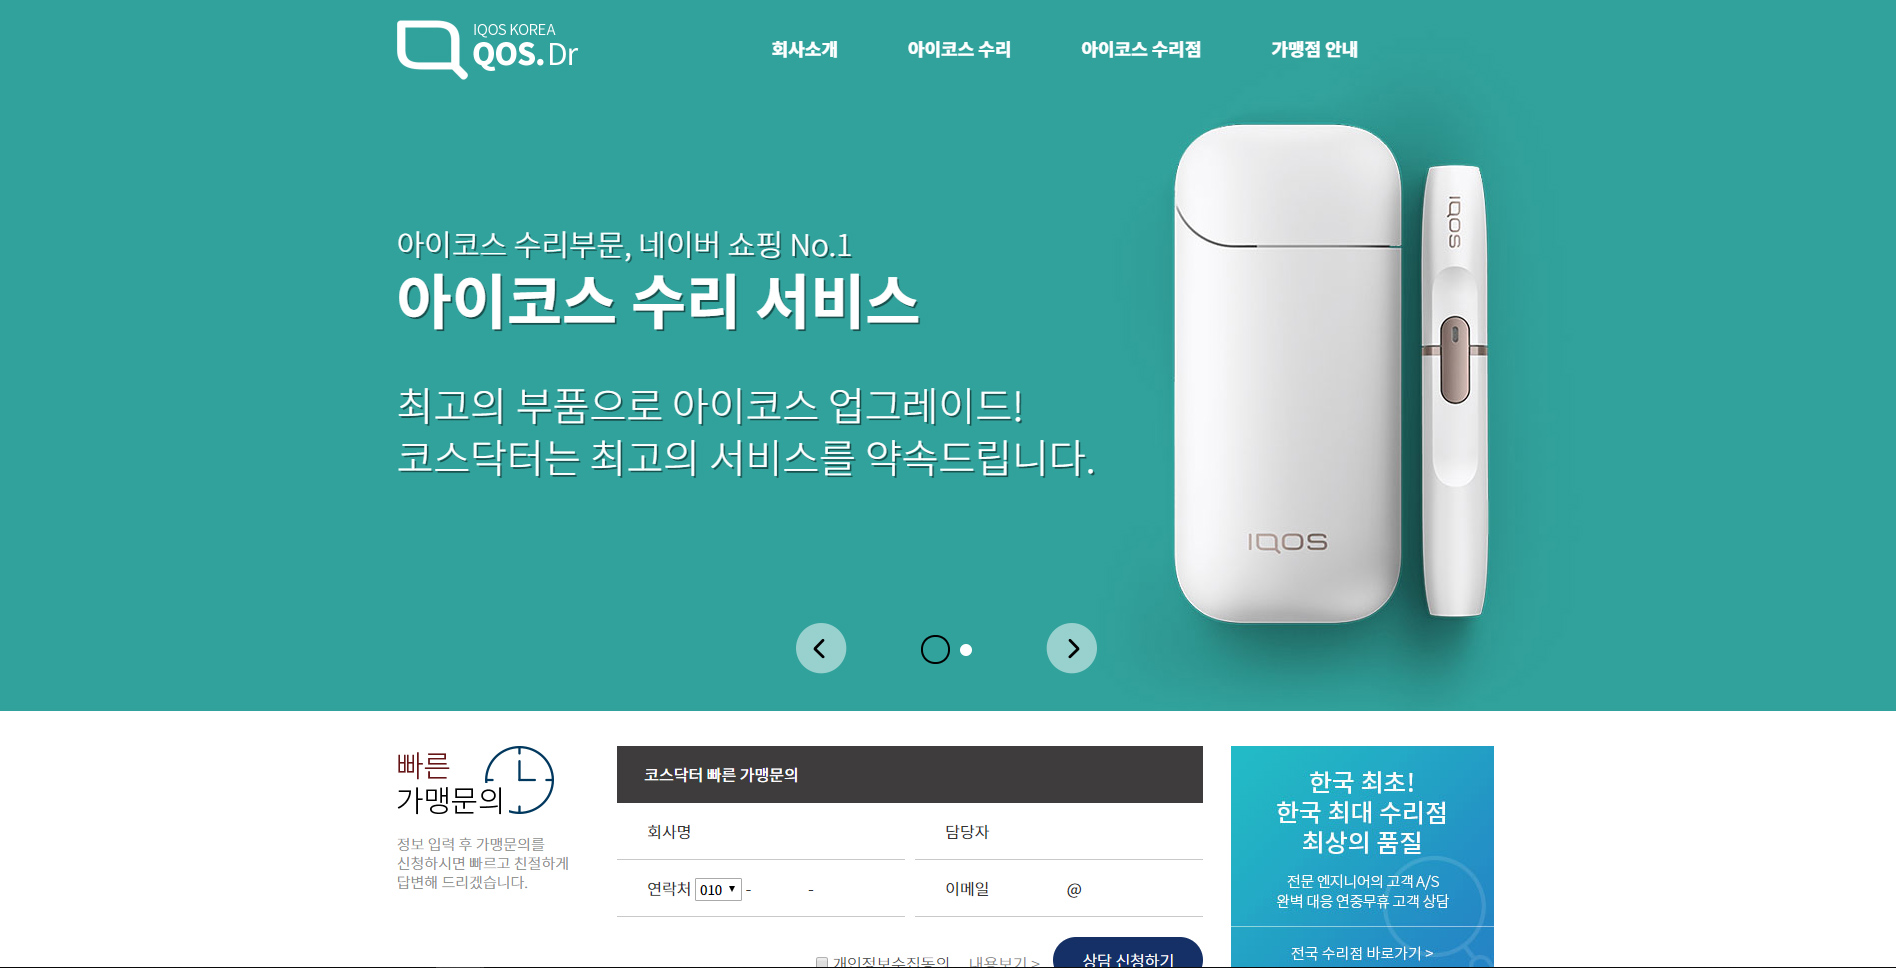 IQOS KOREA
QOS.Dr
회사소개
아이코스 수리
아이코스 수리점
가맹점 안내
아이코스 수리부문, 네이버 쇼핑 No.1
아이코스 수리 서비스
최고의 부품으로 아이코스 업그레이드!
코스닥터는 최고의 서비스를 약속드립니다.
IQOS
IQOS
빠른
가맹문의
정보 입력 후 가맹문의를
신청하시면 빠르고 친절하게
답변해 드리겠습니다.
코스닥터 빠른 가맹문의
회사명
담당자
연락처 010 - -
이메일 @
개인정보수집동의 내용보기 >
상담 신청하기
한국 최초!
한국 최대 수리점
최상의 품질
전문 엔지니어의 고객 A/S
완벽 대응 연중무휴 고객 상담
전국 수리점 바로가기 >